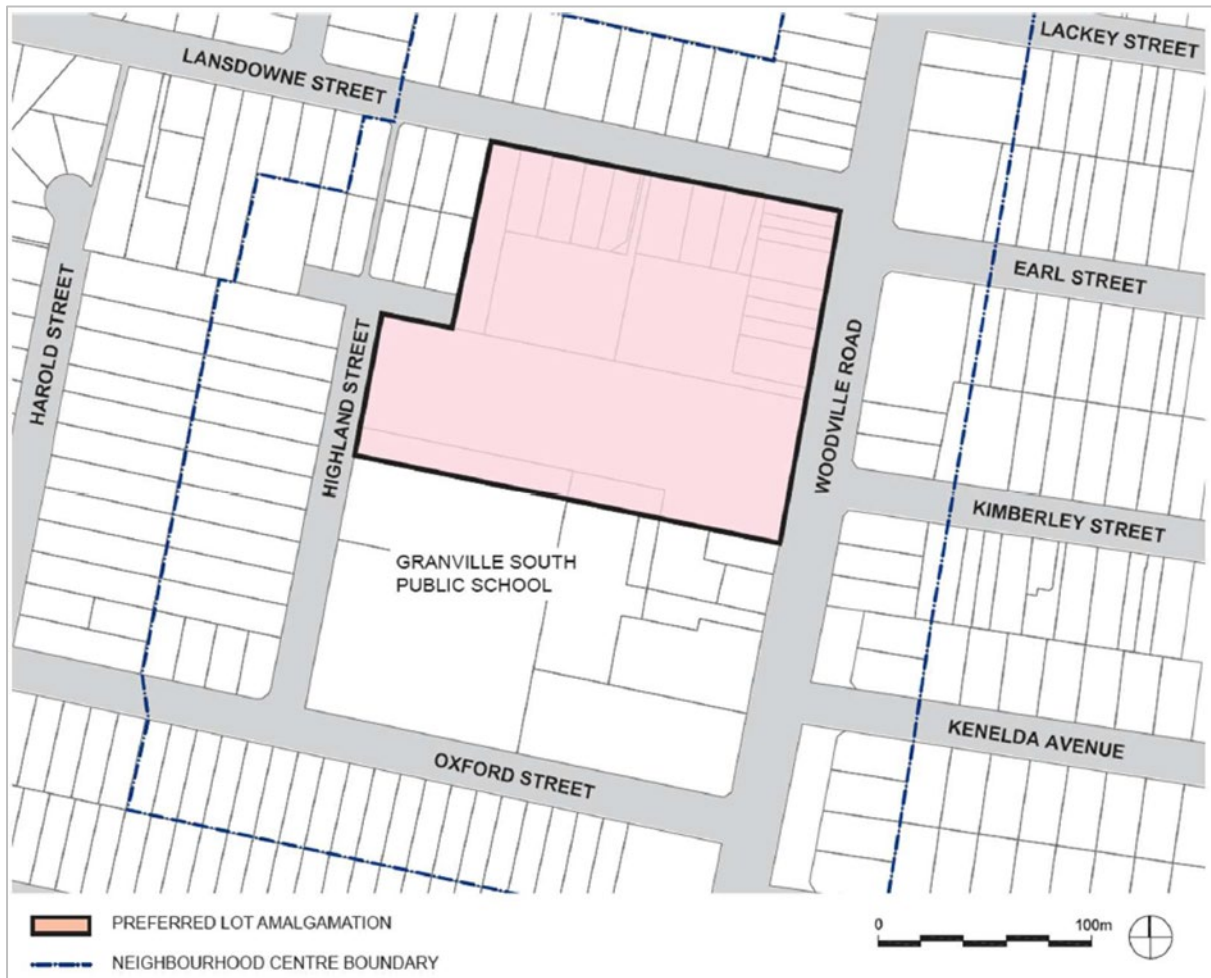 LACKEY STREET
LANSDOWNE STREET
EARL STREET
HAROLD STREET
HIGHLAND STREET
WOODVILLE ROAD
KIMBERLEY STREET
GRANVILLE SOUTH
PUBLIC SCHOOL
KENELDA AVENUE
OXFORD STREET
PREFERRED LOT AMALGAMATION
NEIGHBOURHOOD CENTRE BOUNDARY
0 100m